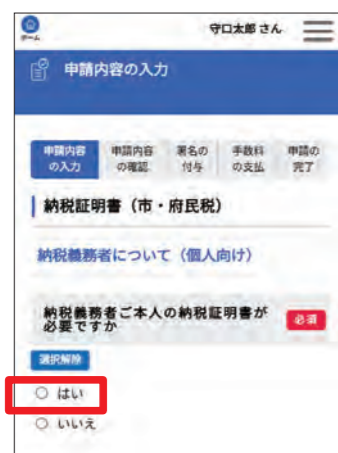 ホーム
守口太郎 さん
申請内容の入力
申請内容
の入力
申請内容
の確認
署名の
付与
手数料
の支払
申請の
完了
納税証明書（市・府民税）
納税義務者について（個人向け）
納税義務者ご本人の納税証明書が
必要ですか
必須
選択解除
はい
いいえ